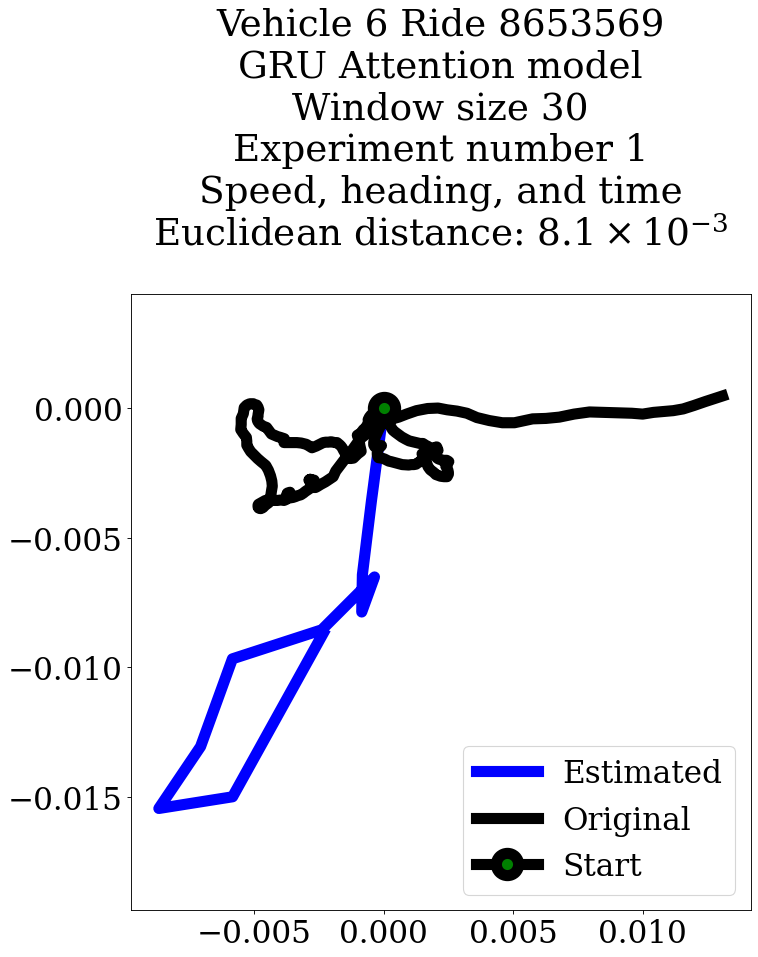 Vehicle 6 Ride 8653569
GRU Attention model
Window size 30
Experiment number 1
Speed, heading, and time
Euclidean distance: 8.1 × 10⁻³
0.000
−0.005
−0.010
−0.015
Estimated
Original
Start
−0.005 0.000 0.005 0.010